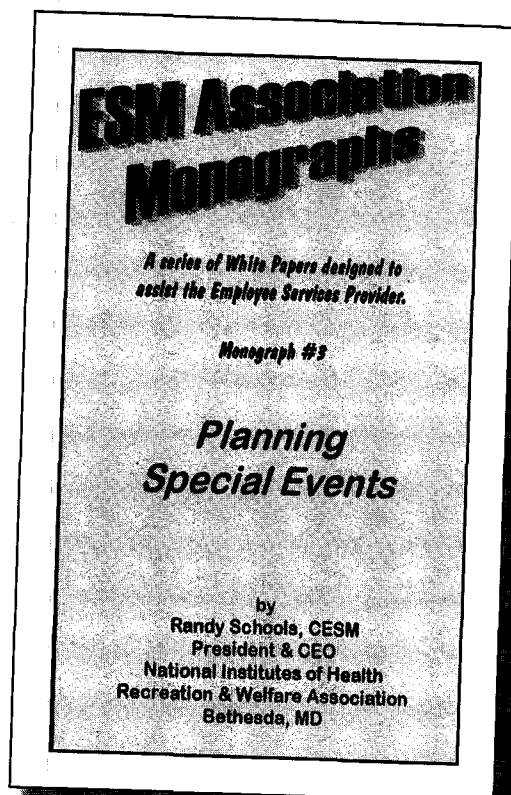 ESM Association
Monographs
A series of White Papers designed to
assist the Employee Services Provider.
Monograph #3
Planning
Special Events
by
Randy Schools, CESM
President & CEO
National Institutes of Health
Recreation & Welfare Association
Bethesda, MD